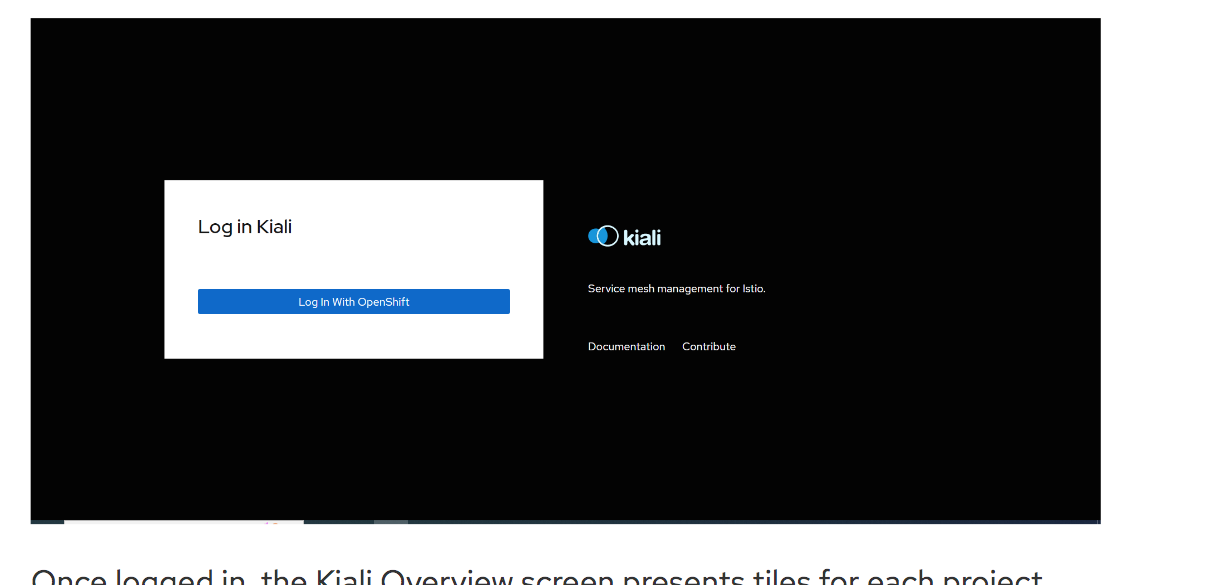 Log in Kiali
Log In With OpenShift
kiali
Service mesh management for Istio.
Documentation Contribute
Once logged in, the Kiali Overview screen presents tiles for each project